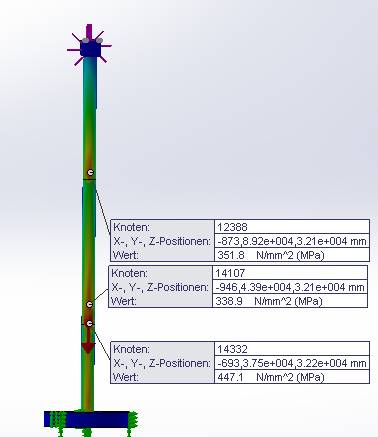 Knoten: 12388
X-, Y-, Z-Positionen: -873,8.92e+004,3.21e+004 mm
Wert: 351.8 N/mm^2 (MPa)
Knoten: 14107
X-, Y-, Z-Positionen: -946,4.39e+004,3.21e+004 mm
Wert: 338.9 N/mm^2 (MPa)
Knoten: 14332
X-, Y-, Z-Positionen: -693,3.75e+004,3.22e+004 mm
Wert: 447.1 N/mm^2 (MPa)